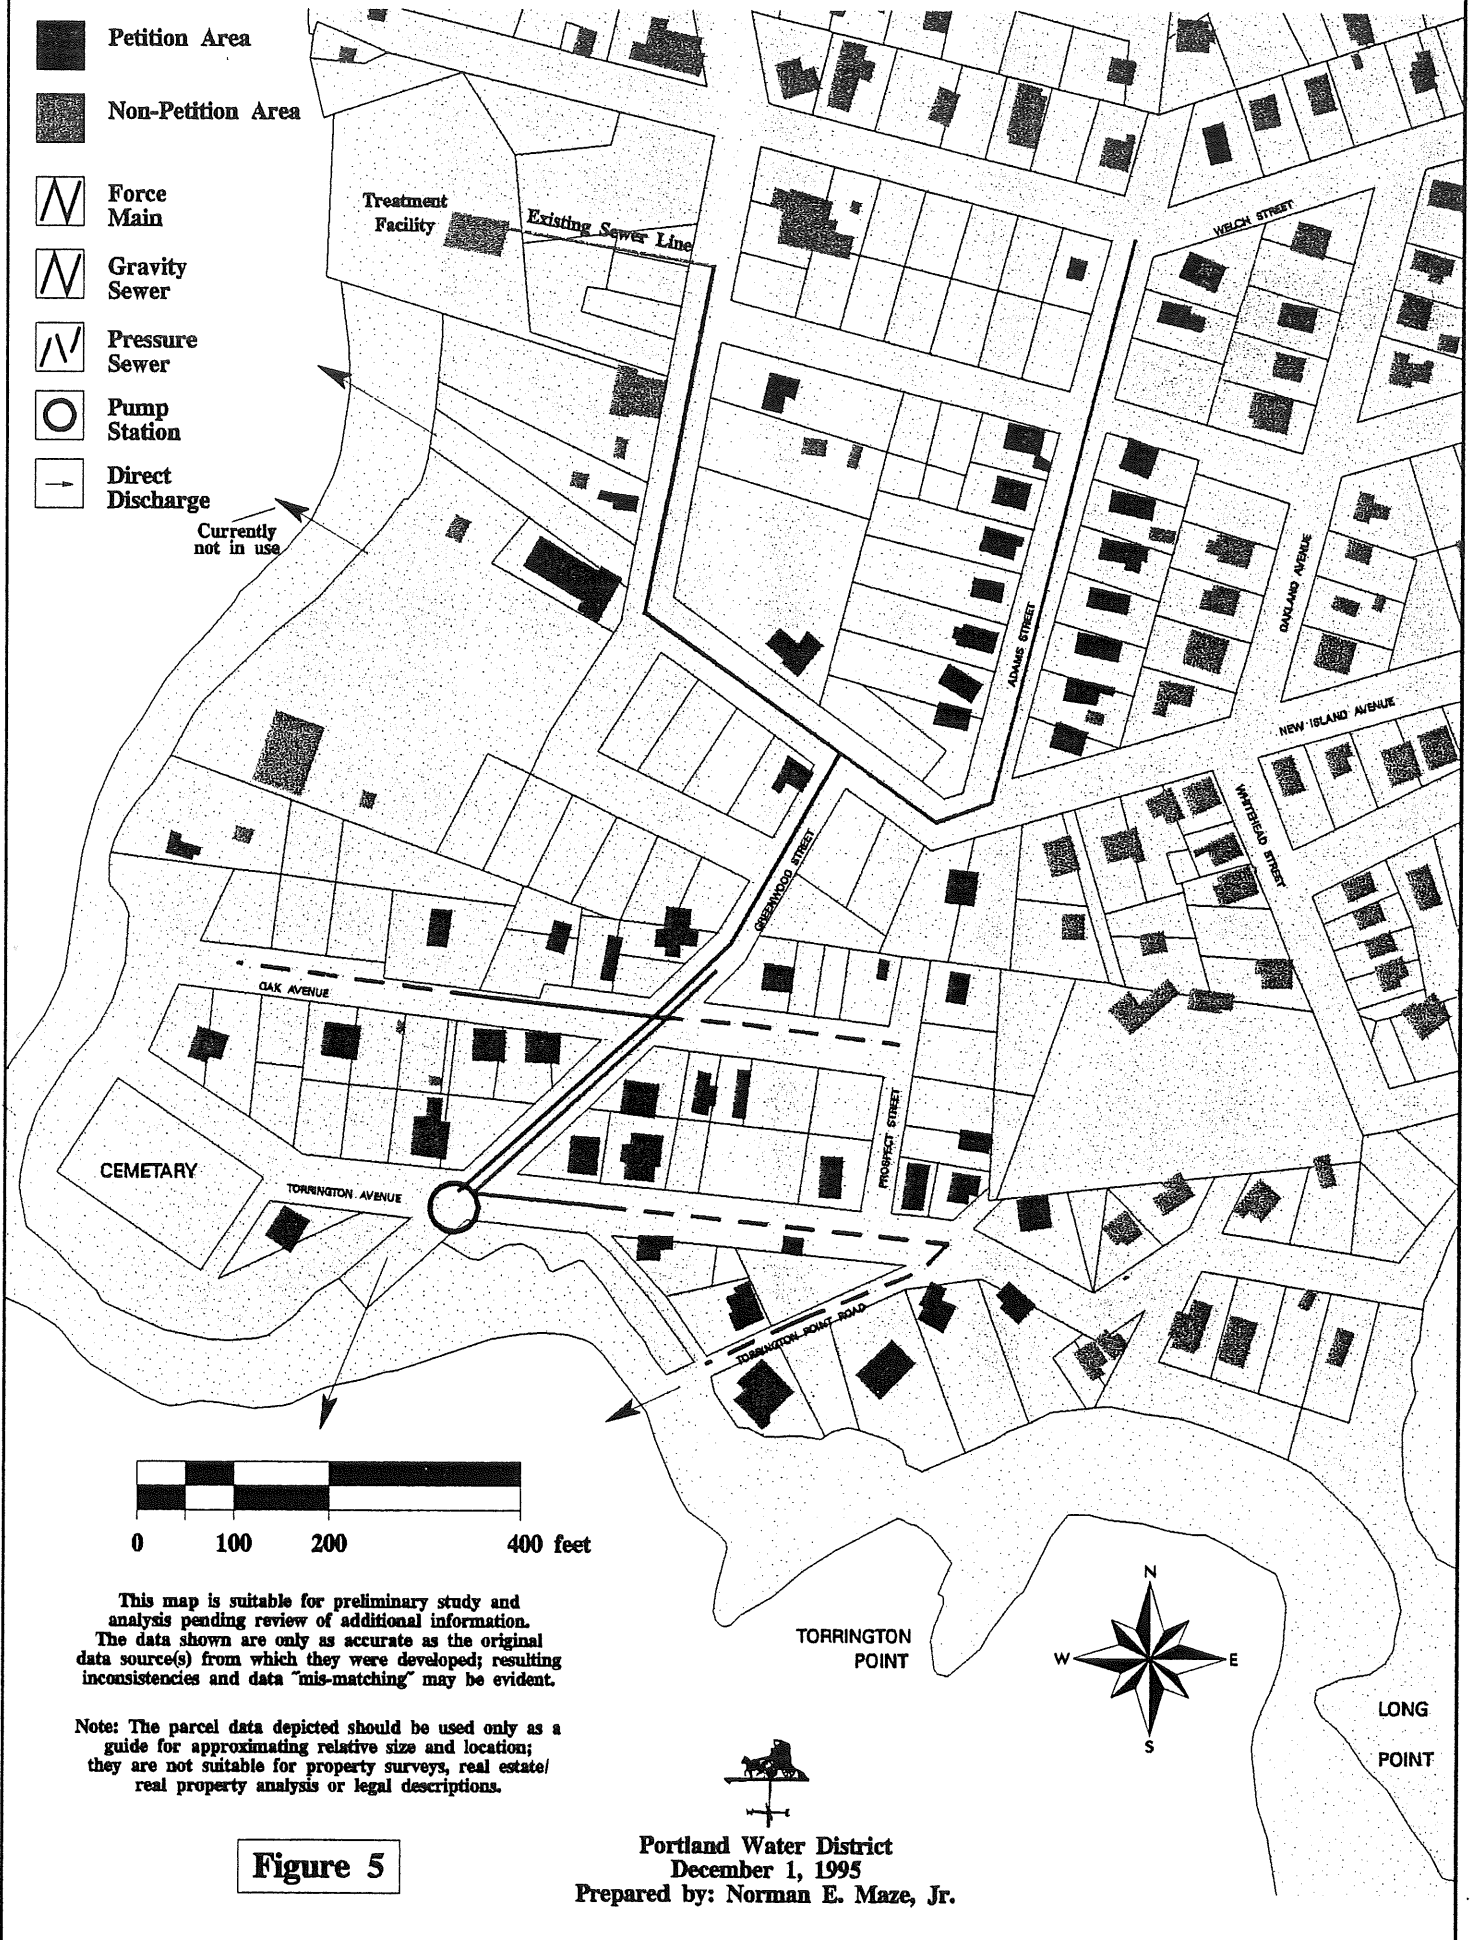 Petition Area
Non-Petition Area
Force
Main
Gravity
Sewer
Pressure
Sewer
Pump
Station
Direct
Discharge
Currently
not in use
Treatment
Facility
Existing Sewer Line
WELCH STREET
OAKLAND AVENUE
ADAMS STREET
NEW ISLAND AVENUE
WHITEHEAD STREET
GREENWOOD STREET
OAK AVENUE
PROSPECT STREET
CEMETARY
TORRINGTON AVENUE
TORRINGTON POINT ROAD
0 100 200 400 feet
This map is suitable for preliminary study and
analysis pending review of additional information.
The data shown are only as accurate as the original
data source(s) from which they were developed; resulting
inconsistencies and data "mis-matching" may be evident.
Note: The parcel data depicted should be used only as a
guide for approximating relative size and location;
they are not suitable for property surveys, real estate/
real property analysis or legal descriptions.
TORRINGTON
POINT
N
W E
S
LONG
POINT
Figure 5
Portland Water District
December 1, 1995
Prepared by: Norman E. Maze, Jr.